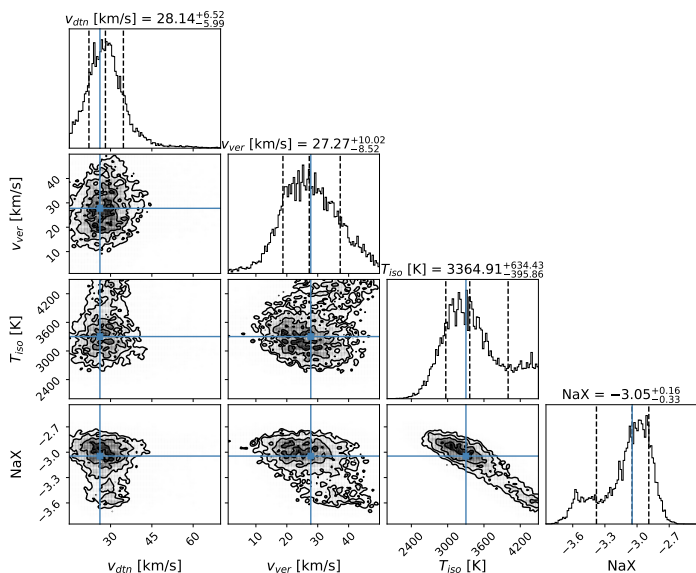 v_dtn [km/s] = 28.14+6.52−5.99
v_ver [km/s] = 27.27+10.02−8.52
40
30
20
10
v_ver [km/s]
T_iso [K] = 3364.91+634.43−395.86
4200
3600
3000
2400
T_iso [K]
NaX = −3.05+0.16−0.33
−2.7
−3.0
−3.3
−3.6
NaX
30 60
v_dtn [km/s]
10 20 30 40
v_ver [km/s]
2400 3000 3600 4200
T_iso [K]
−3.6 −3.3 −3.0 −2.7
NaX